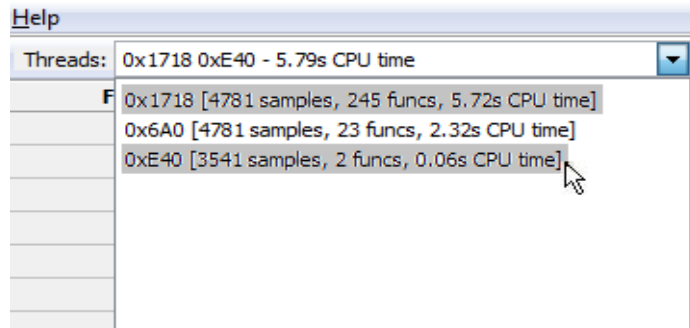 Help
Threads: 0x1718 0xE40 - 5.79s CPU time
F
0x1718 [4781 samples, 245 funcs, 5.72s CPU time]
0x6A0 [4781 samples, 23 funcs, 2.32s CPU time]
0xE40 [3541 samples, 2 funcs, 0.06s CPU time]